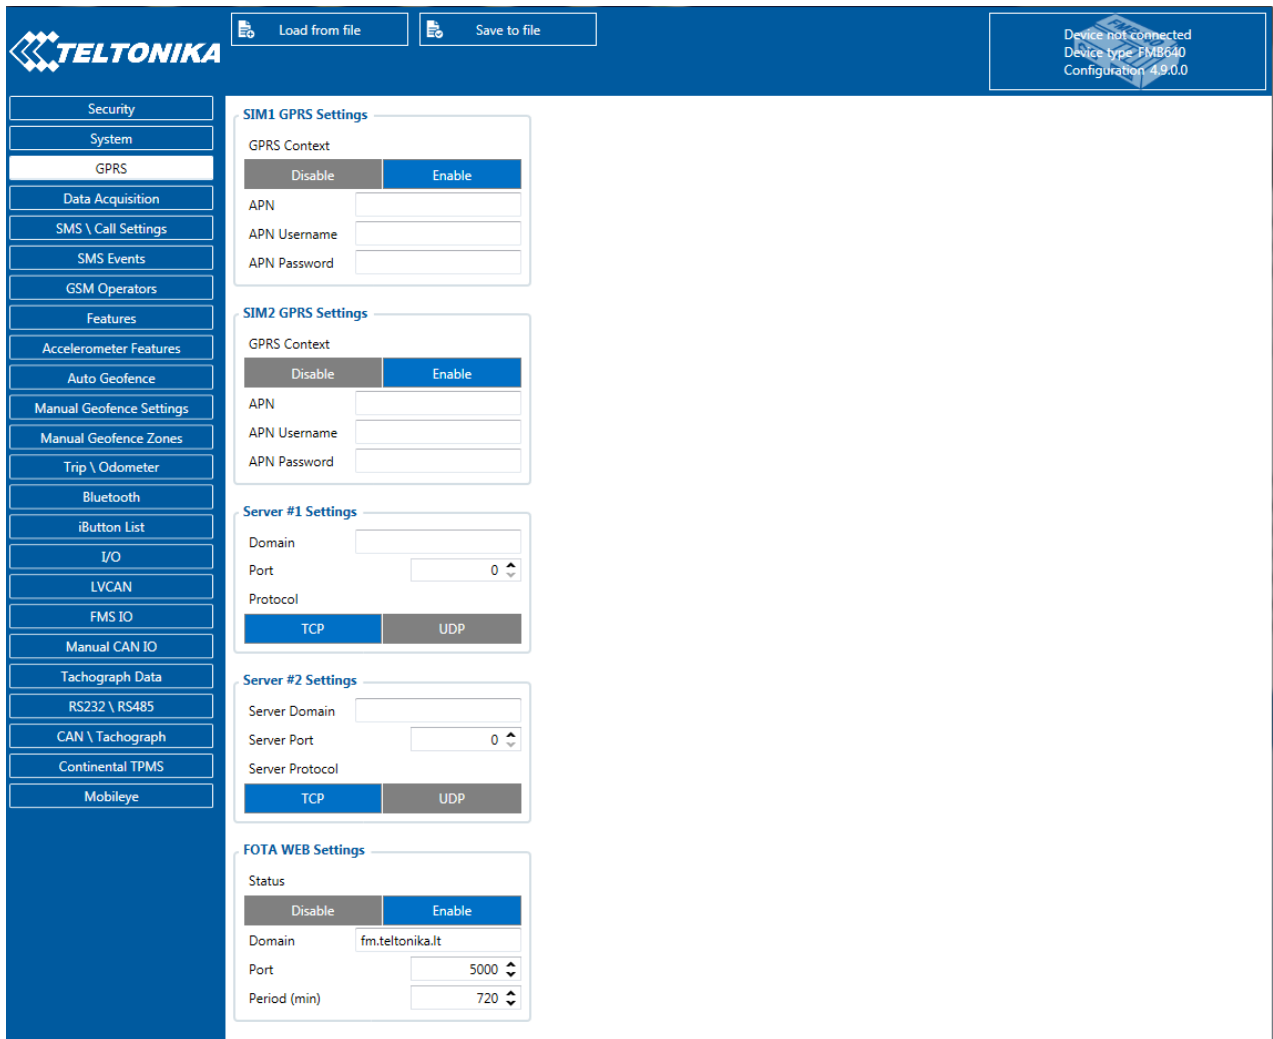 TELTONIKA
Load from file
Save to file
Device not connected
Device type FMB640
Configuration 4.9.0.0
Security
System
GPRS
Data Acquisition
SMS \ Call Settings
SMS Events
GSM Operators
Features
Accelerometer Features
Auto Geofence
Manual Geofence Settings
Manual Geofence Zones
Trip \ Odometer
Bluetooth
iButton List
I/O
LVCAN
FMS IO
Manual CAN IO
Tachograph Data
RS232 \ RS485
CAN \ Tachograph
Continental TPMS
Mobileye
SIM1 GPRS Settings
GPRS Context
Disable Enable
APN
APN Username
APN Password
SIM2 GPRS Settings
GPRS Context
Disable Enable
APN
APN Username
APN Password
Server #1 Settings
Domain
Port 0
Protocol
TCP UDP
Server #2 Settings
Server Domain
Server Port 0
Server Protocol
TCP UDP
FOTA WEB Settings
Status
Disable Enable
Domain fm.teltonika.lt
Port 5000
Period (min) 720